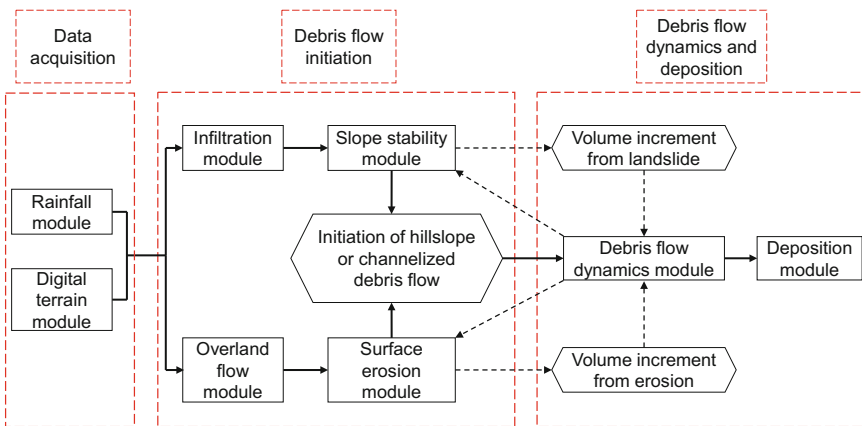 Data
acquisition
Debris flow
initiation
Debris flow
dynamics and
deposition
Rainfall
module
Digital
terrain
module
Infiltration
module
Slope stability
module
Initiation of hillslope
or channelized
debris flow
Overland
flow
module
Surface
erosion
module
Volume increment
from landslide
Debris flow
dynamics module
Deposition
module
Volume increment
from erosion